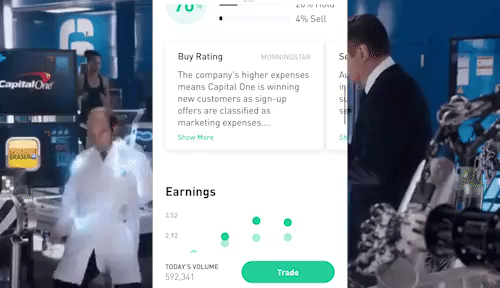 4% Sell
Capital One
ERASER
6
Buy Rating
MORNINGSTAR
The company's higher expenses
means Capital One is winning
new customers as sign-up
offers are classified as
marketing expenses....
Show More
Earnings
3.52
2.92
TODAY'S VOLUME
592,341
Trade